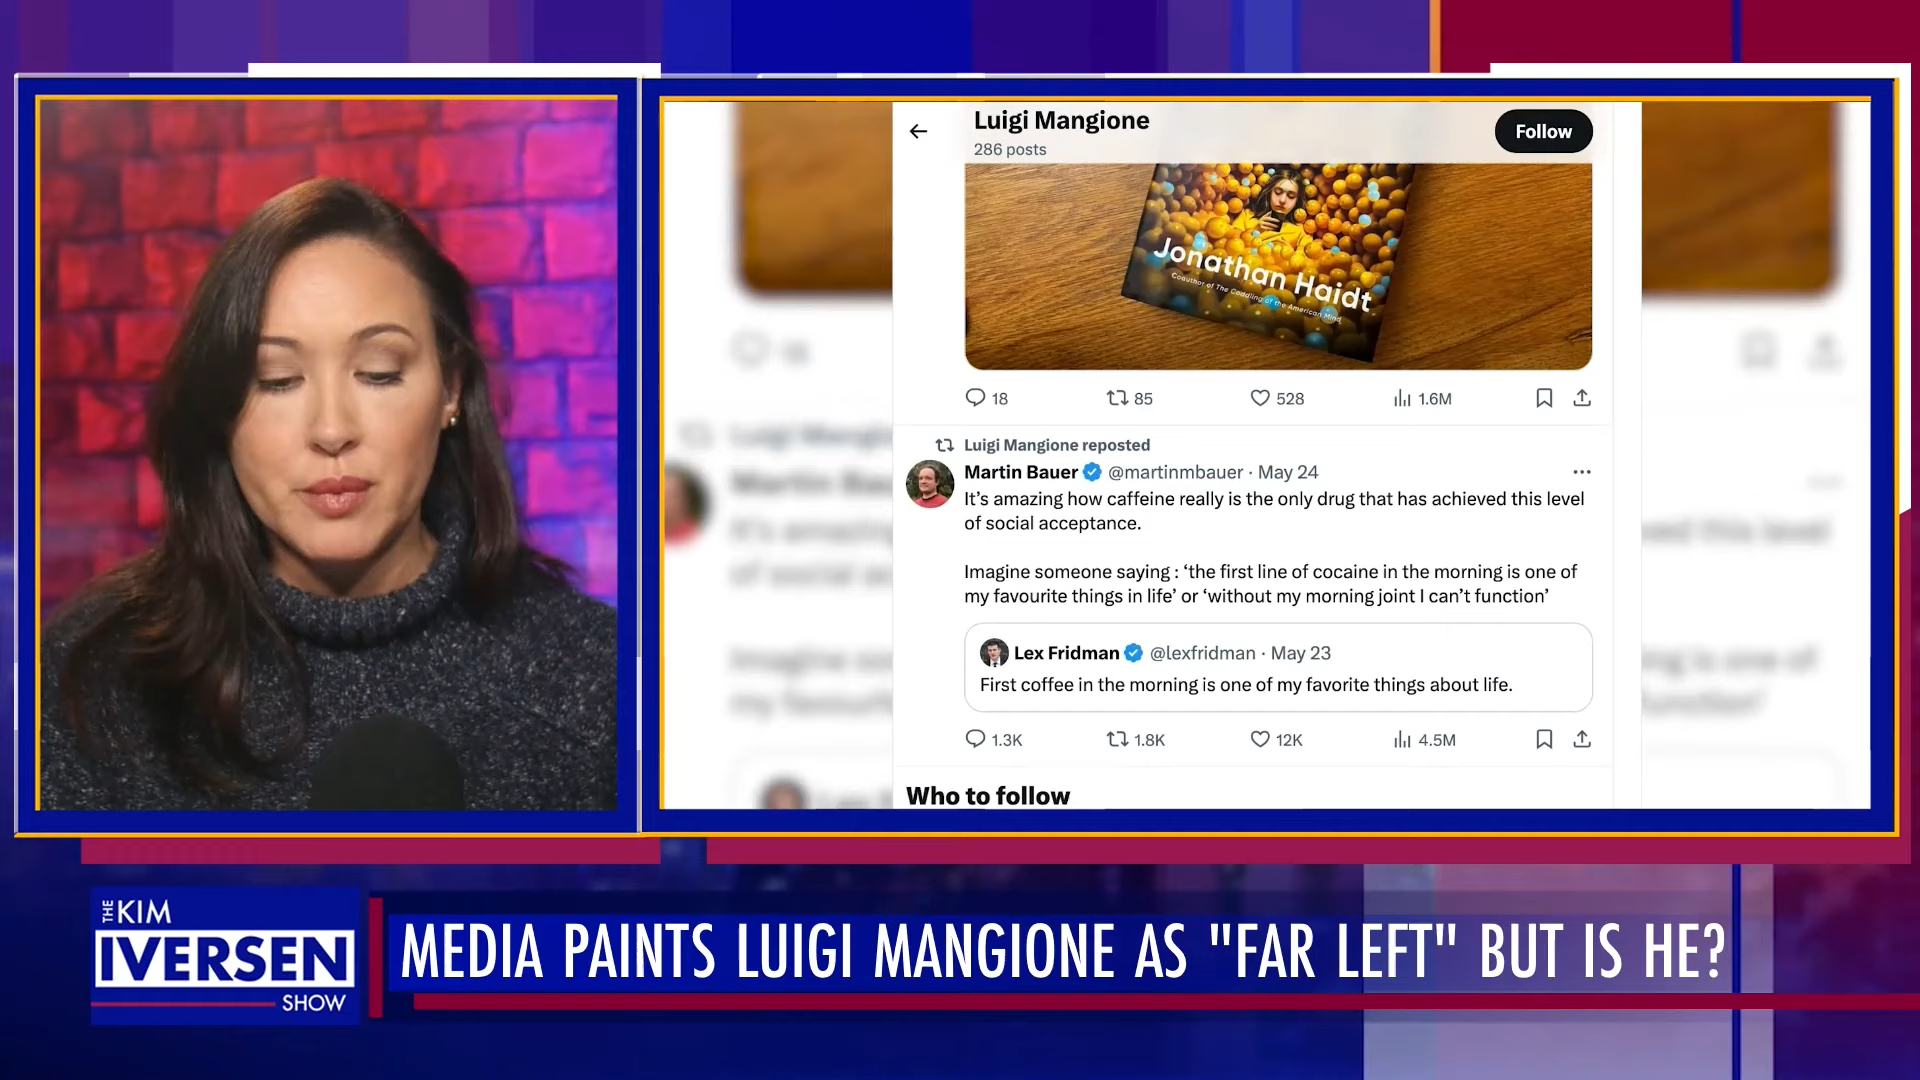 Luigi Mangione
286 posts
Follow
Jonathan Haidt
Coauthor of The Coddling of the American Mind
18 85 528 1.6M
Luigi Mangione reposted
Martin Bauer @martinmbauer · May 24
It's amazing how caffeine really is the only drug that has achieved this level
of social acceptance.
Imagine someone saying : 'the first line of cocaine in the morning is one of
my favourite things in life' or 'without my morning joint I can't function'
Lex Fridman @lexfridman · May 23
First coffee in the morning is one of my favorite things about life.
1.3K 1.8K 12K 4.5M
Who to follow
THE KIM
IVERSEN
SHOW
MEDIA PAINTS LUIGI MANGIONE AS "FAR LEFT" BUT IS HE?